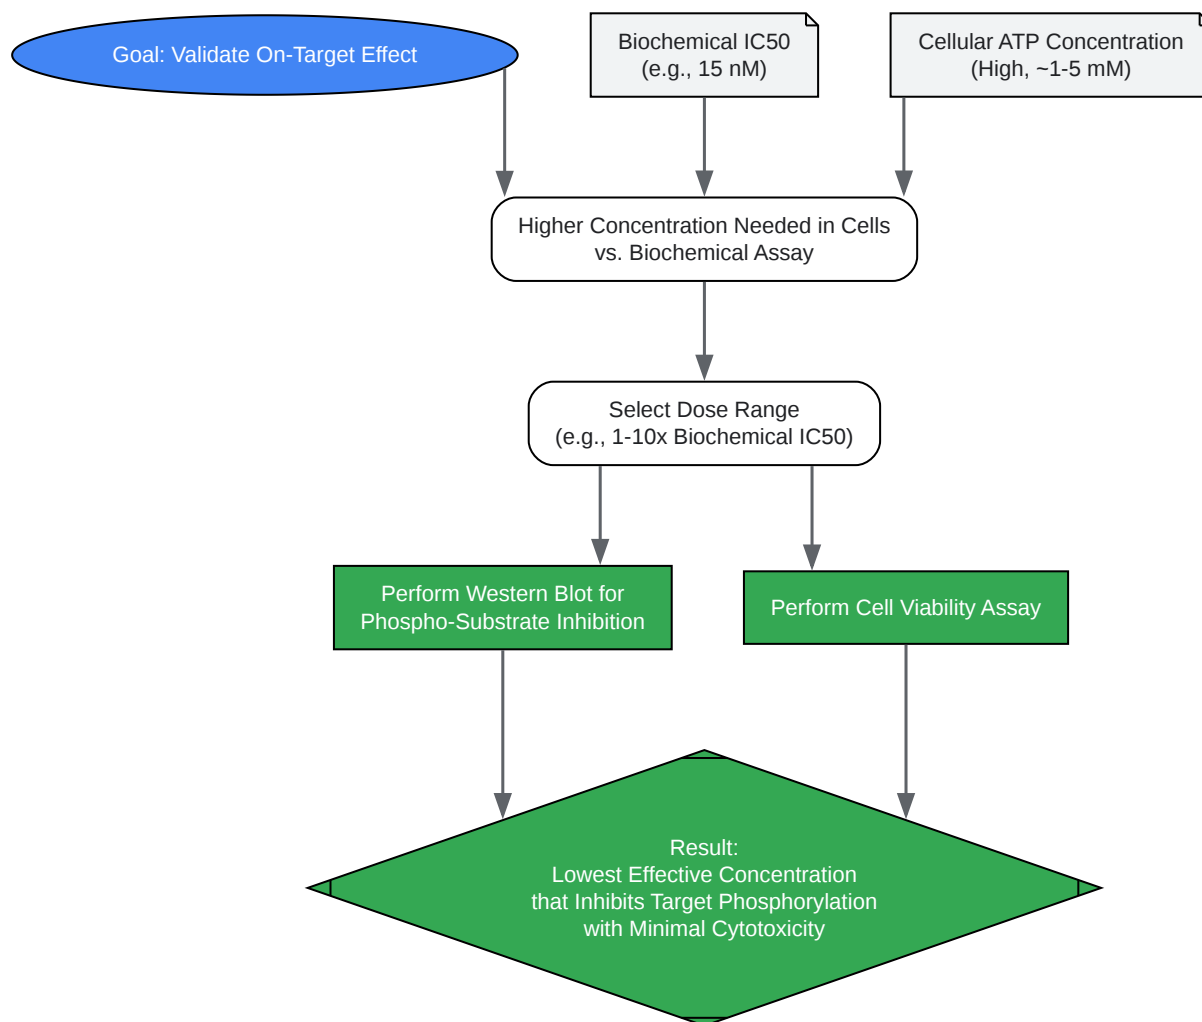 Goal: Validate On-Target Effect
Biochemical IC50
(e.g., 15 nM)
Cellular ATP Concentration
(High, ~1-5 mM)
Higher Concentration Needed in Cells
vs. Biochemical Assay
Select Dose Range
(e.g., 1-10x Biochemical IC50)
Perform Western Blot for
Phospho-Substrate Inhibition
Perform Cell Viability Assay
Result:
Lowest Effective Concentration
that Inhibits Target Phosphorylation
with Minimal Cytotoxicity